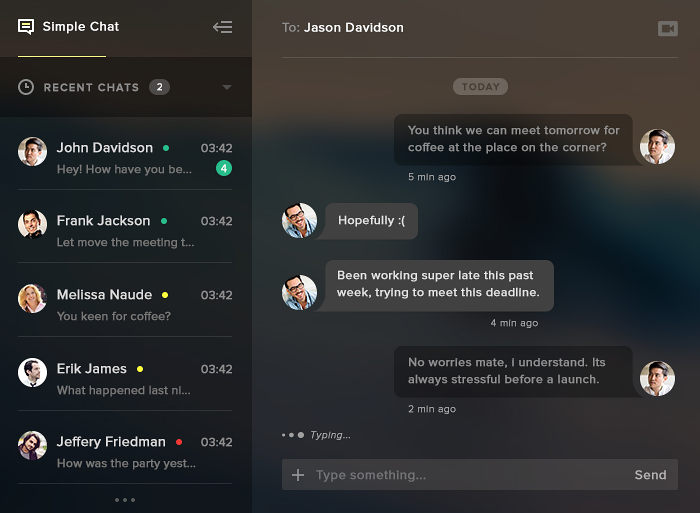 Simple Chat
RECENT CHATS 2
John Davidson 03:42
Hey! How have you be... 4
Frank Jackson 03:42
Let move the meeting t...
Melissa Naude 03:42
You keen for coffee?
Erik James 03:42
What happened last ni...
Jeffery Friedman 03:42
How was the party yest...
To: Jason Davidson
TODAY
You think we can meet tomorrow for
coffee at the place on the corner?
5 min ago
Hopefully :(
Been working super late this past
week, trying to meet this deadline.
4 min ago
No worries mate, i understand. Its
always stressful before a launch.
2 min ago
Typing...
Type something... Send